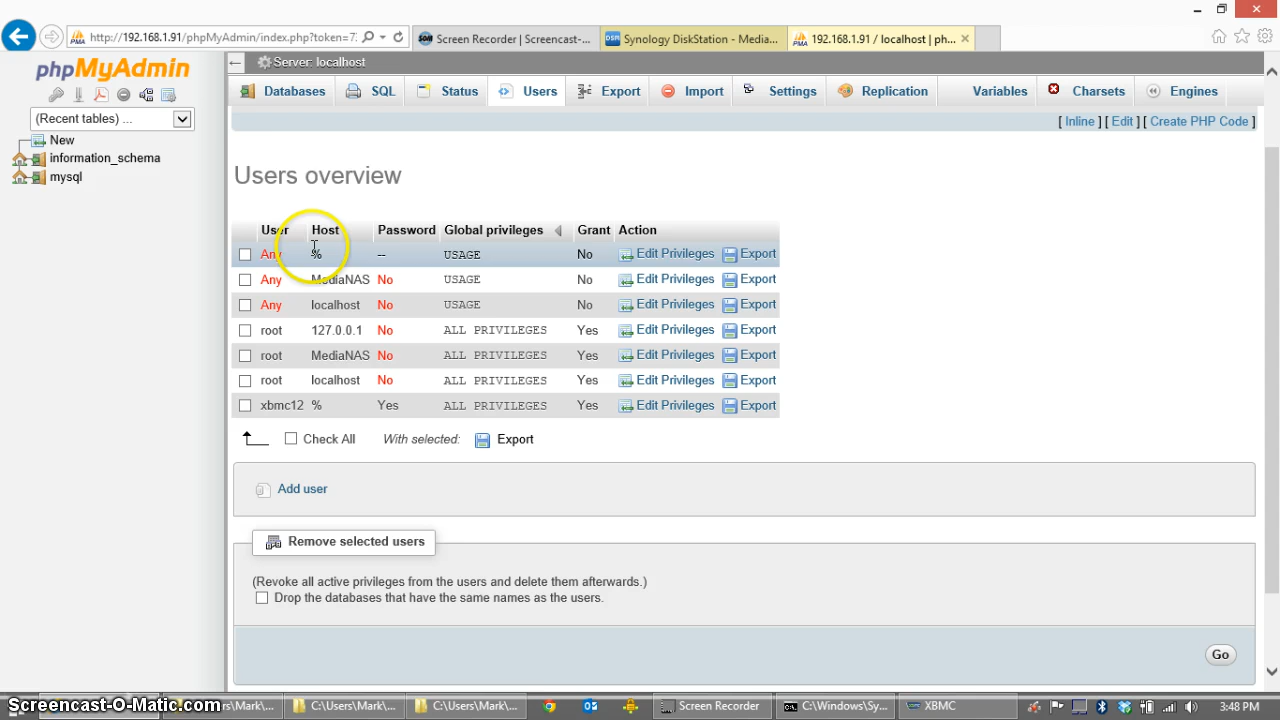 http://192.168.1.91/phpMyAdmin/index.php?token=7
Screen Recorder | Screencast-...
Synology DiskStation - Media...
192.168.1.91 / localhost | ph...
phpMyAdmin
Server: localhost
Databases SQL Status Users Export Import Settings Replication Variables Charsets Engines
(Recent tables) ...
[ Inline ] [ Edit ] [ Create PHP Code ]
New
information_schema
mysql
Users overview
User Host Password Global privileges Grant Action
Any % -- USAGE No Edit Privileges Export
Any MediaNAS No USAGE No Edit Privileges Export
Any localhost No USAGE No Edit Privileges Export
root 127.0.0.1 No ALL PRIVILEGES Yes Edit Privileges Export
root MediaNAS No ALL PRIVILEGES Yes Edit Privileges Export
root localhost No ALL PRIVILEGES Yes Edit Privileges Export
xbmc12 % Yes ALL PRIVILEGES Yes Edit Privileges Export
Check All With selected: Export
Add user
Remove selected users
(Revoke all active privileges from the users and delete them afterwards.)
Drop the databases that have the same names as the users.
Go
Screencast-O-Matic.com
\Users\Mark\... C:\Users\Mark\... C:\Users\Mark\... Screen Recorder C:\Windows\Sy... XBMC 3:48 PM